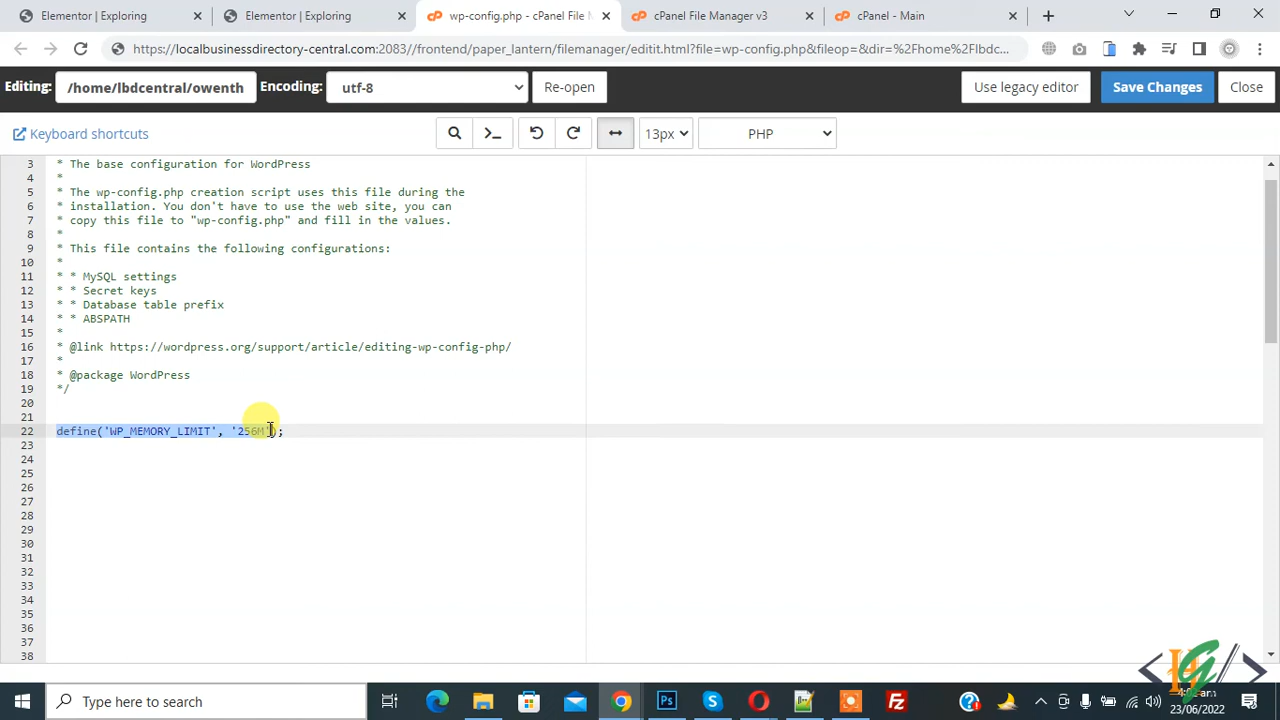 Elementor | Exploring
Elementor | Exploring
wp-config.php - cPanel File M
cPanel File Manager v3
cPanel - Main
https://localbusinessdirectory-central.com:2083//frontend/paper_lantern/filemanager/editit.html?file=wp-config.php&fileop=&dir=%2Fhome%2Flbdc...
Editing:
/home/lbdcentral/owenth
Encoding:
utf-8
Re-open
Use legacy editor
Save Changes
Close
Keyboard shortcuts
13px
PHP
3 * The base configuration for WordPress
4 *
5 * The wp-config.php creation script uses this file during the
6 * installation. You don't have to use the web site, you can
7 * copy this file to "wp-config.php" and fill in the values.
8 *
9 * This file contains the following configurations:
10 *
11 * * MySQL settings
12 * * Secret keys
13 * * Database table prefix
14 * * ABSPATH
15 *
16 * @link https://wordpress.org/support/article/editing-wp-config-php/
17 *
18 * @package WordPress
19 */
20
21
22 define('WP_MEMORY_LIMIT', '256M');
23
24
25
26
27
28
29
30
31
32
33
34
35
36
37
38
Type here to search
Ps
23/06/2022